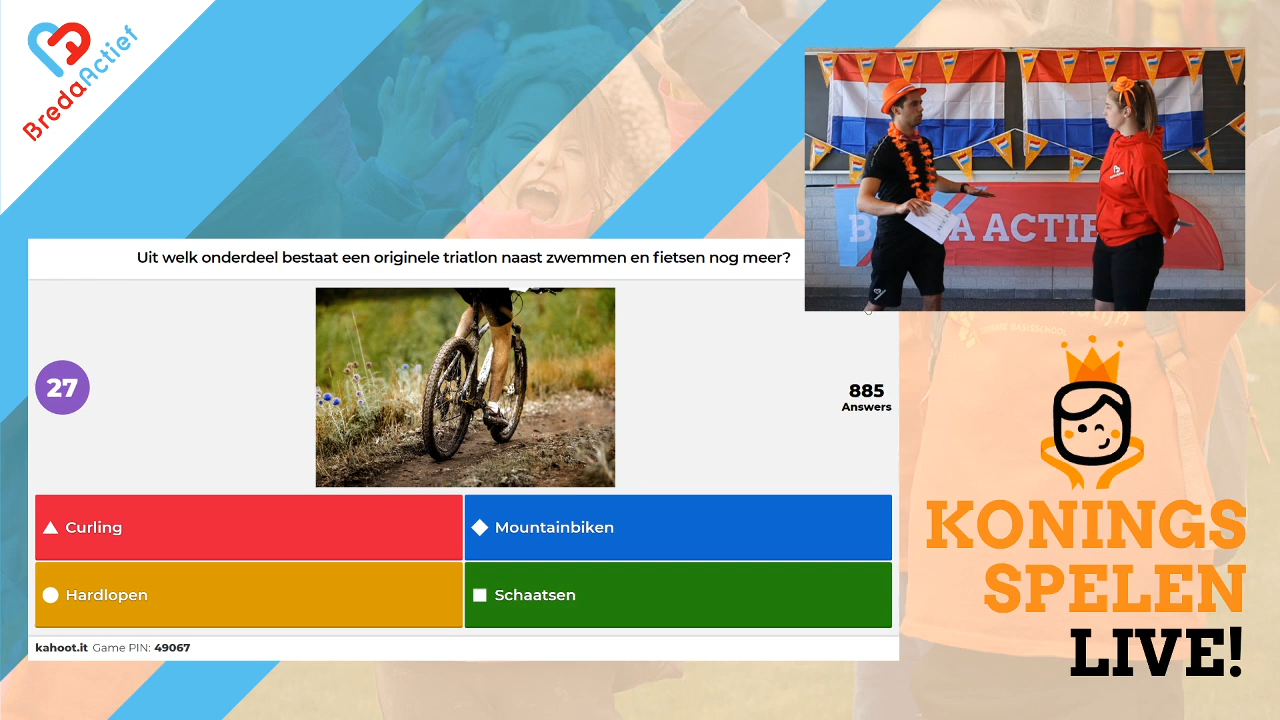 BredaActief
Uit welk onderdeel bestaat een originele triatlon naast zwemmen en fietsen nog meer?
27
885
Answers
Curling
Mountainbiken
Hardlopen
Schaatsen
kahoot.it Game PIN: 49067
KONINGS
SPELEN
LIVE!